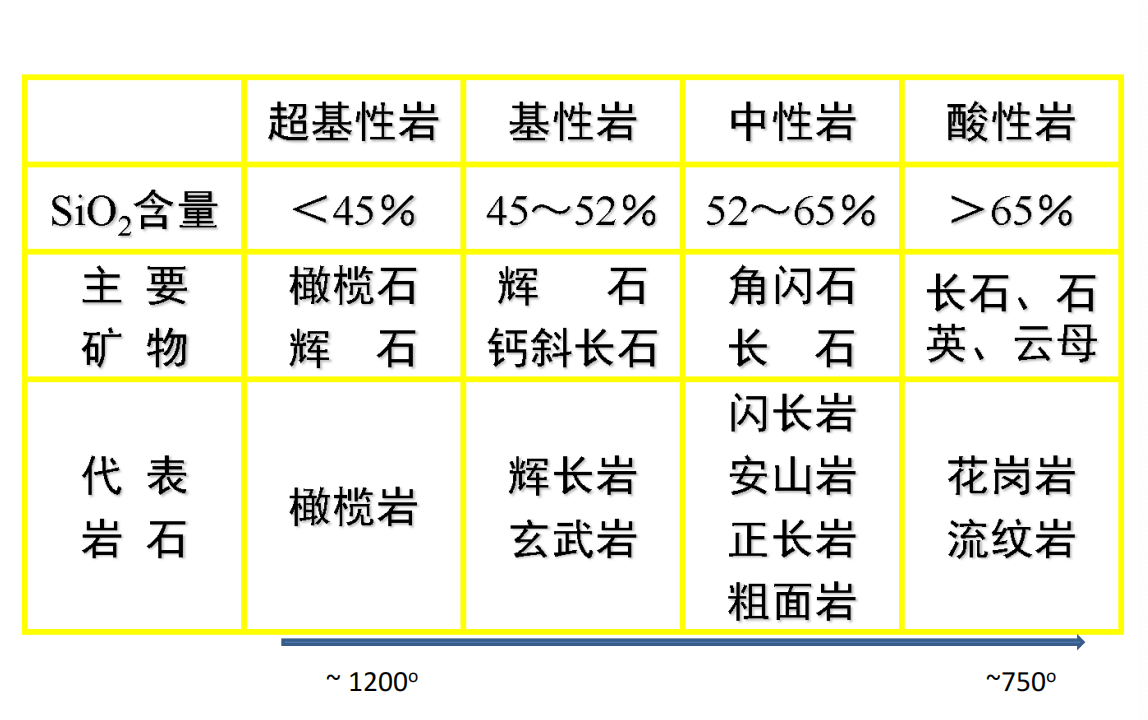 超基性岩 基性岩 中性岩 酸性岩
SiO₂含量 ＜45% 45～52% 52～65% ＞65%
主 要
矿 物
橄榄石
辉 石
辉 石
钙斜长石
角闪石
长 石
长石、石
英、云母
代 表
岩 石
橄榄岩
辉长岩
玄武岩
闪长岩
安山岩
正长岩
粗面岩
花岗岩
流纹岩
~ 1200° ~750°